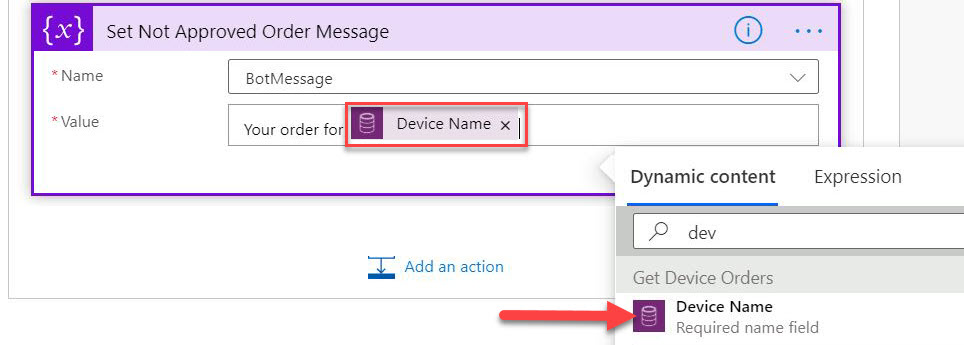 {x} Set Not Approved Order Message
* Name BotMessage
* Value Your order for Device Name ×
Dynamic content Expression
dev
Add an action
Get Device Orders
Device Name
Required name field